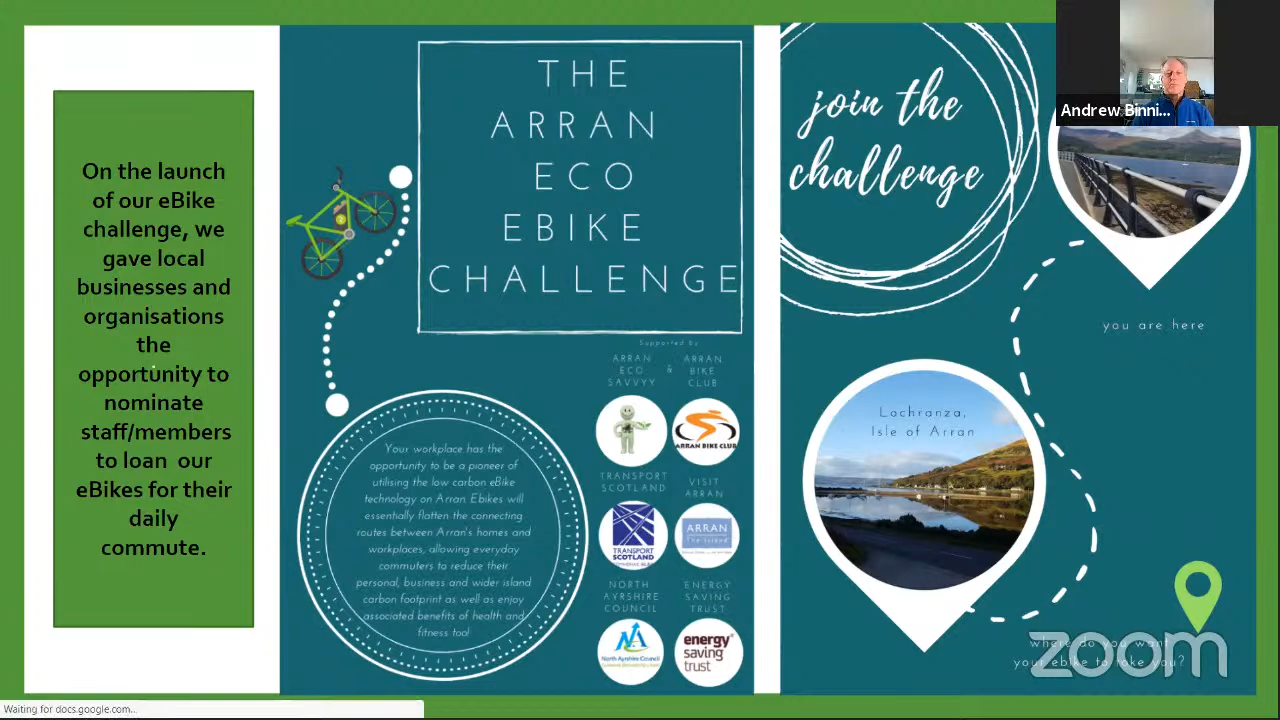 On the launch
of our eBike
challenge, we
gave local
businesses and
organisations
the
opportunity to
nominate
staff/members
to loan our
eBikes for their
daily
commute.
THE
ARRAN
ECO
EBIKE
CHALLENGE
Supported by
ARRAN
ECO
SAVVYY
&
ARRAN
BIKE
CLUB
ARRAN BIKE CLUB
TRANSPORT
SCOTLAND
VISIT
ARRAN
TRANSPORT
SCOTLAND
ARRAN
The Island
NORTH
AYRSHIRE
COUNCIL
ENERGY
SAVING
TRUST
North Ayrshire Council
energy
saving
trust
Your workplace has the
opportunity to be a pioneer of
utilising the low carbon eBike
technology on Arran. Ebikes will
essentially flatten the connecting
routes between Arran's homes and
workplaces, allowing everyday
commuters to reduce their
personal, business and wider island
carbon footprint as well as enjoy
associated benefits of health and
fitness too!
join the
challenge
Andrew Binni...
you are here
Lochranza,
Isle of Arran
where do you want
your ebike to take you?
zoom
Waiting for docs.google.com...